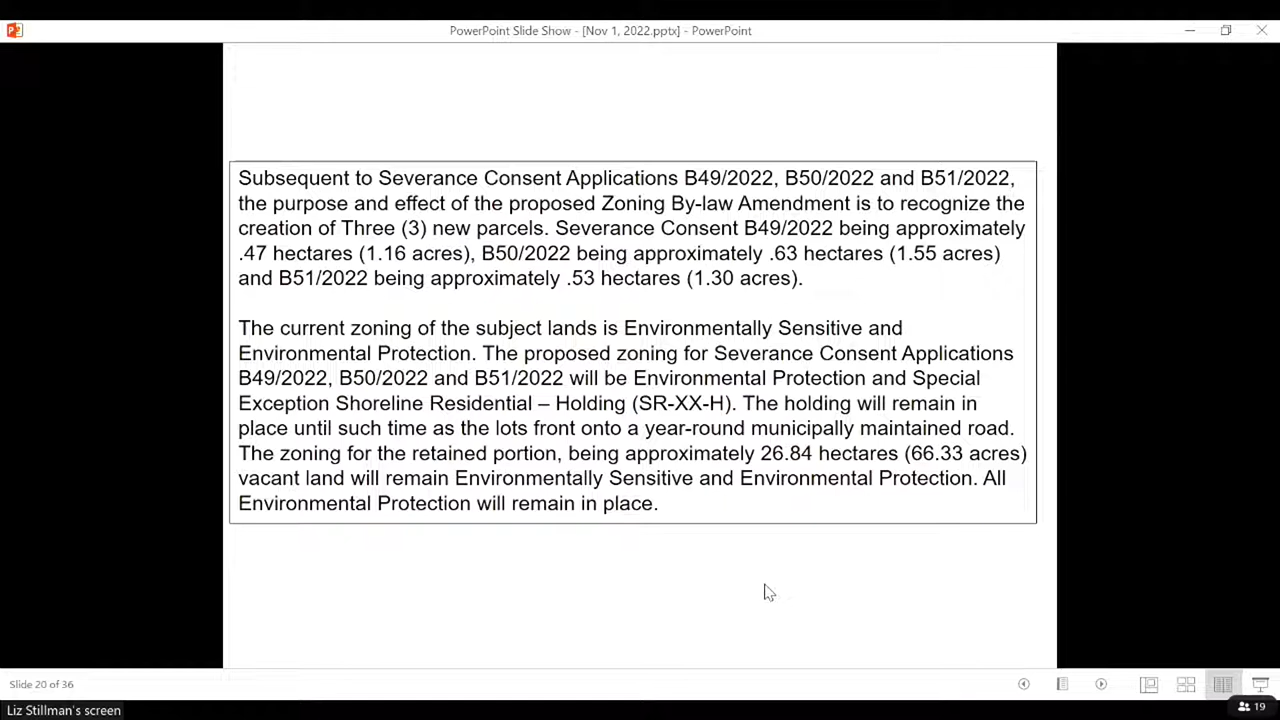 PowerPoint Slide Show - [Nov 1, 2022.pptx] - PowerPoint
Subsequent to Severance Consent Applications B49/2022, B50/2022 and B51/2022,
the purpose and effect of the proposed Zoning By-law Amendment is to recognize the
creation of Three (3) new parcels. Severance Consent B49/2022 being approximately
.47 hectares (1.16 acres), B50/2022 being approximately .63 hectares (1.55 acres)
and B51/2022 being approximately .53 hectares (1.30 acres).
The current zoning of the subject lands is Environmentally Sensitive and
Environmental Protection. The proposed zoning for Severance Consent Applications
B49/2022, B50/2022 and B51/2022 will be Environmental Protection and Special
Exception Shoreline Residential – Holding (SR-XX-H). The holding will remain in
place until such time as the lots front onto a year-round municipally maintained road.
The zoning for the retained portion, being approximately 26.84 hectares (66.33 acres)
vacant land will remain Environmentally Sensitive and Environmental Protection. All
Environmental Protection will remain in place.
Slide 20 of 36
Liz Stillman's screen
19